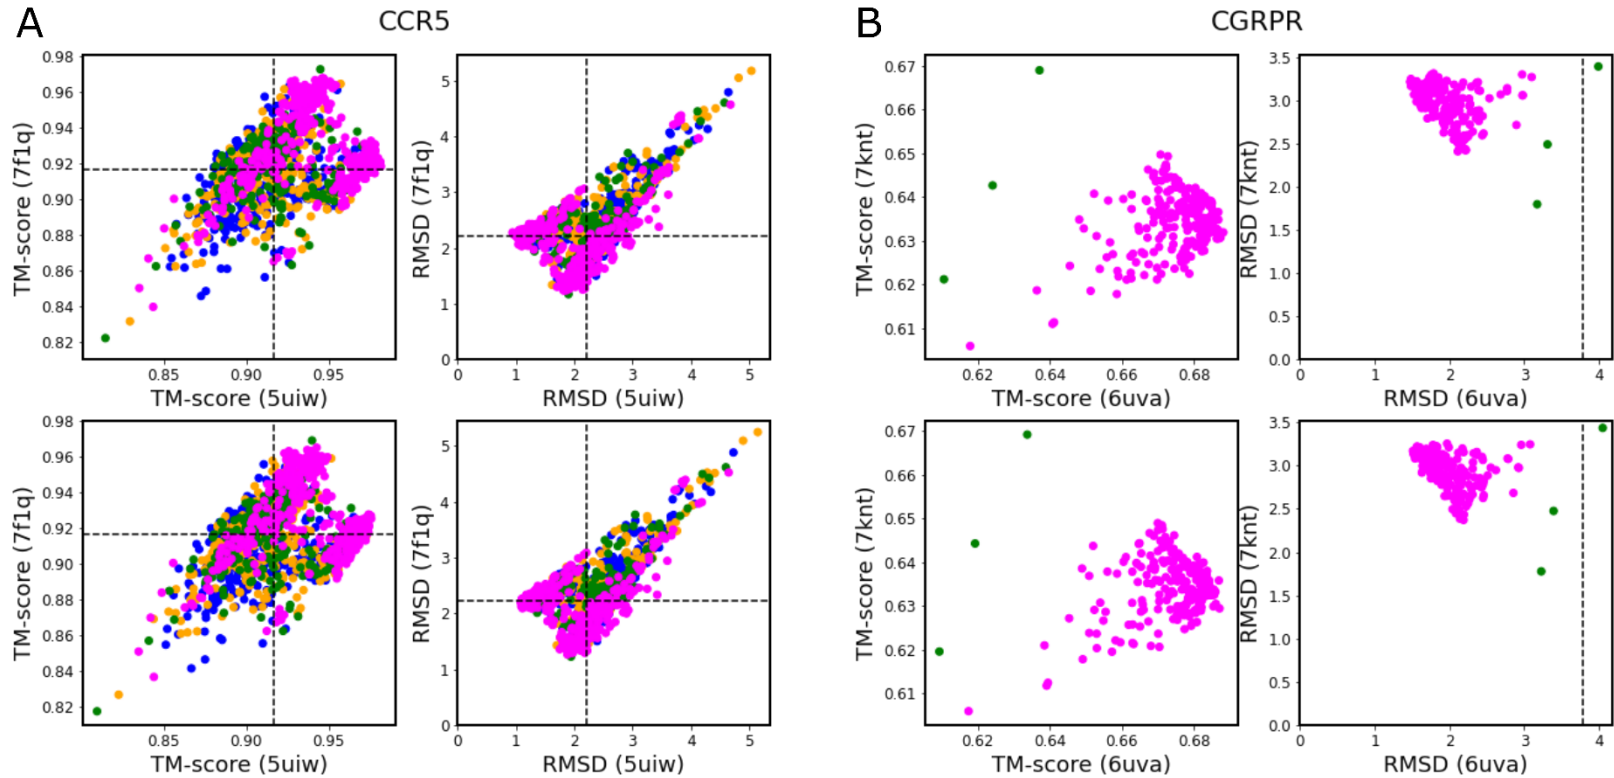 A
CCR5
B
CGRPR
TM-score (7f1q)
0.98
0.96
0.94
0.92
0.90
0.88
0.86
0.84
0.82
0.85 0.90 0.95
TM-score (5uiw)
RMSD (7f1q)
5
4
3
2
1
0
0 1 2 3 4 5
RMSD (5uiw)
TM-score (7knt)
0.67
0.66
0.65
0.64
0.63
0.62
0.61
0.62 0.64 0.66 0.68
TM-score (6uva)
RMSD (7knt)
3.5
3.0
2.5
2.0
1.5
1.0
0.5
0.0
0 1 2 3 4
RMSD (6uva)
TM-score (7f1q)
0.98
0.96
0.94
0.92
0.90
0.88
0.86
0.84
0.82
0.85 0.90 0.95
TM-score (5uiw)
RMSD (7f1q)
5
4
3
2
1
0
0 1 2 3 4 5
RMSD (5uiw)
TM-score (7knt)
0.67
0.66
0.65
0.64
0.63
0.62
0.61
0.62 0.64 0.66 0.68
TM-score (6uva)
RMSD (7knt)
3.5
3.0
2.5
2.0
1.5
1.0
0.5
0.0
0 1 2 3 4
RMSD (6uva)